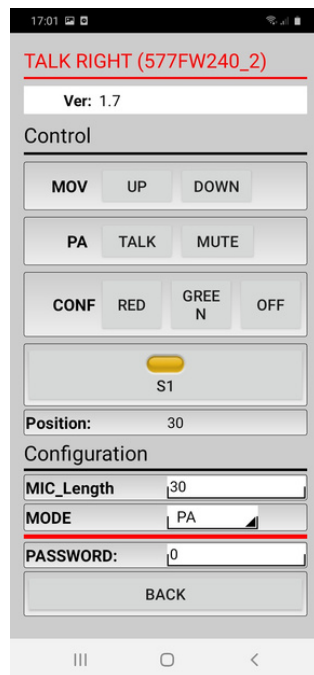 17:01
TALK RIGHT (577FW240_2)
Ver: 1.7
Control
MOV UP DOWN
PA TALK MUTE
CONF RED GREE
N OFF
S1
Position: 30
Configuration
MIC_Length 30
MODE PA
PASSWORD: 0
BACK